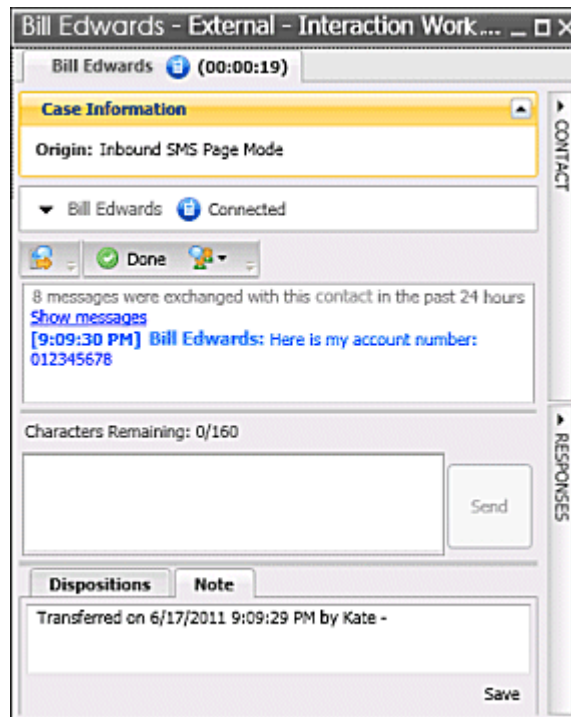 Bill Edwards - External - Interaction Work...
Bill Edwards (00:00:19)
Case Information
Origin: Inbound SMS Page Mode
Bill Edwards Connected
Done
8 messages were exchanged with this contact in the past 24 hours
Show messages
[9:09:30 PM] Bill Edwards: Here is my account number:
012345678
Characters Remaining: 0/160
Send
Dispositions Note
Transferred on 6/17/2011 9:09:29 PM by Kate -
Save
CONTACT
RESPONSES